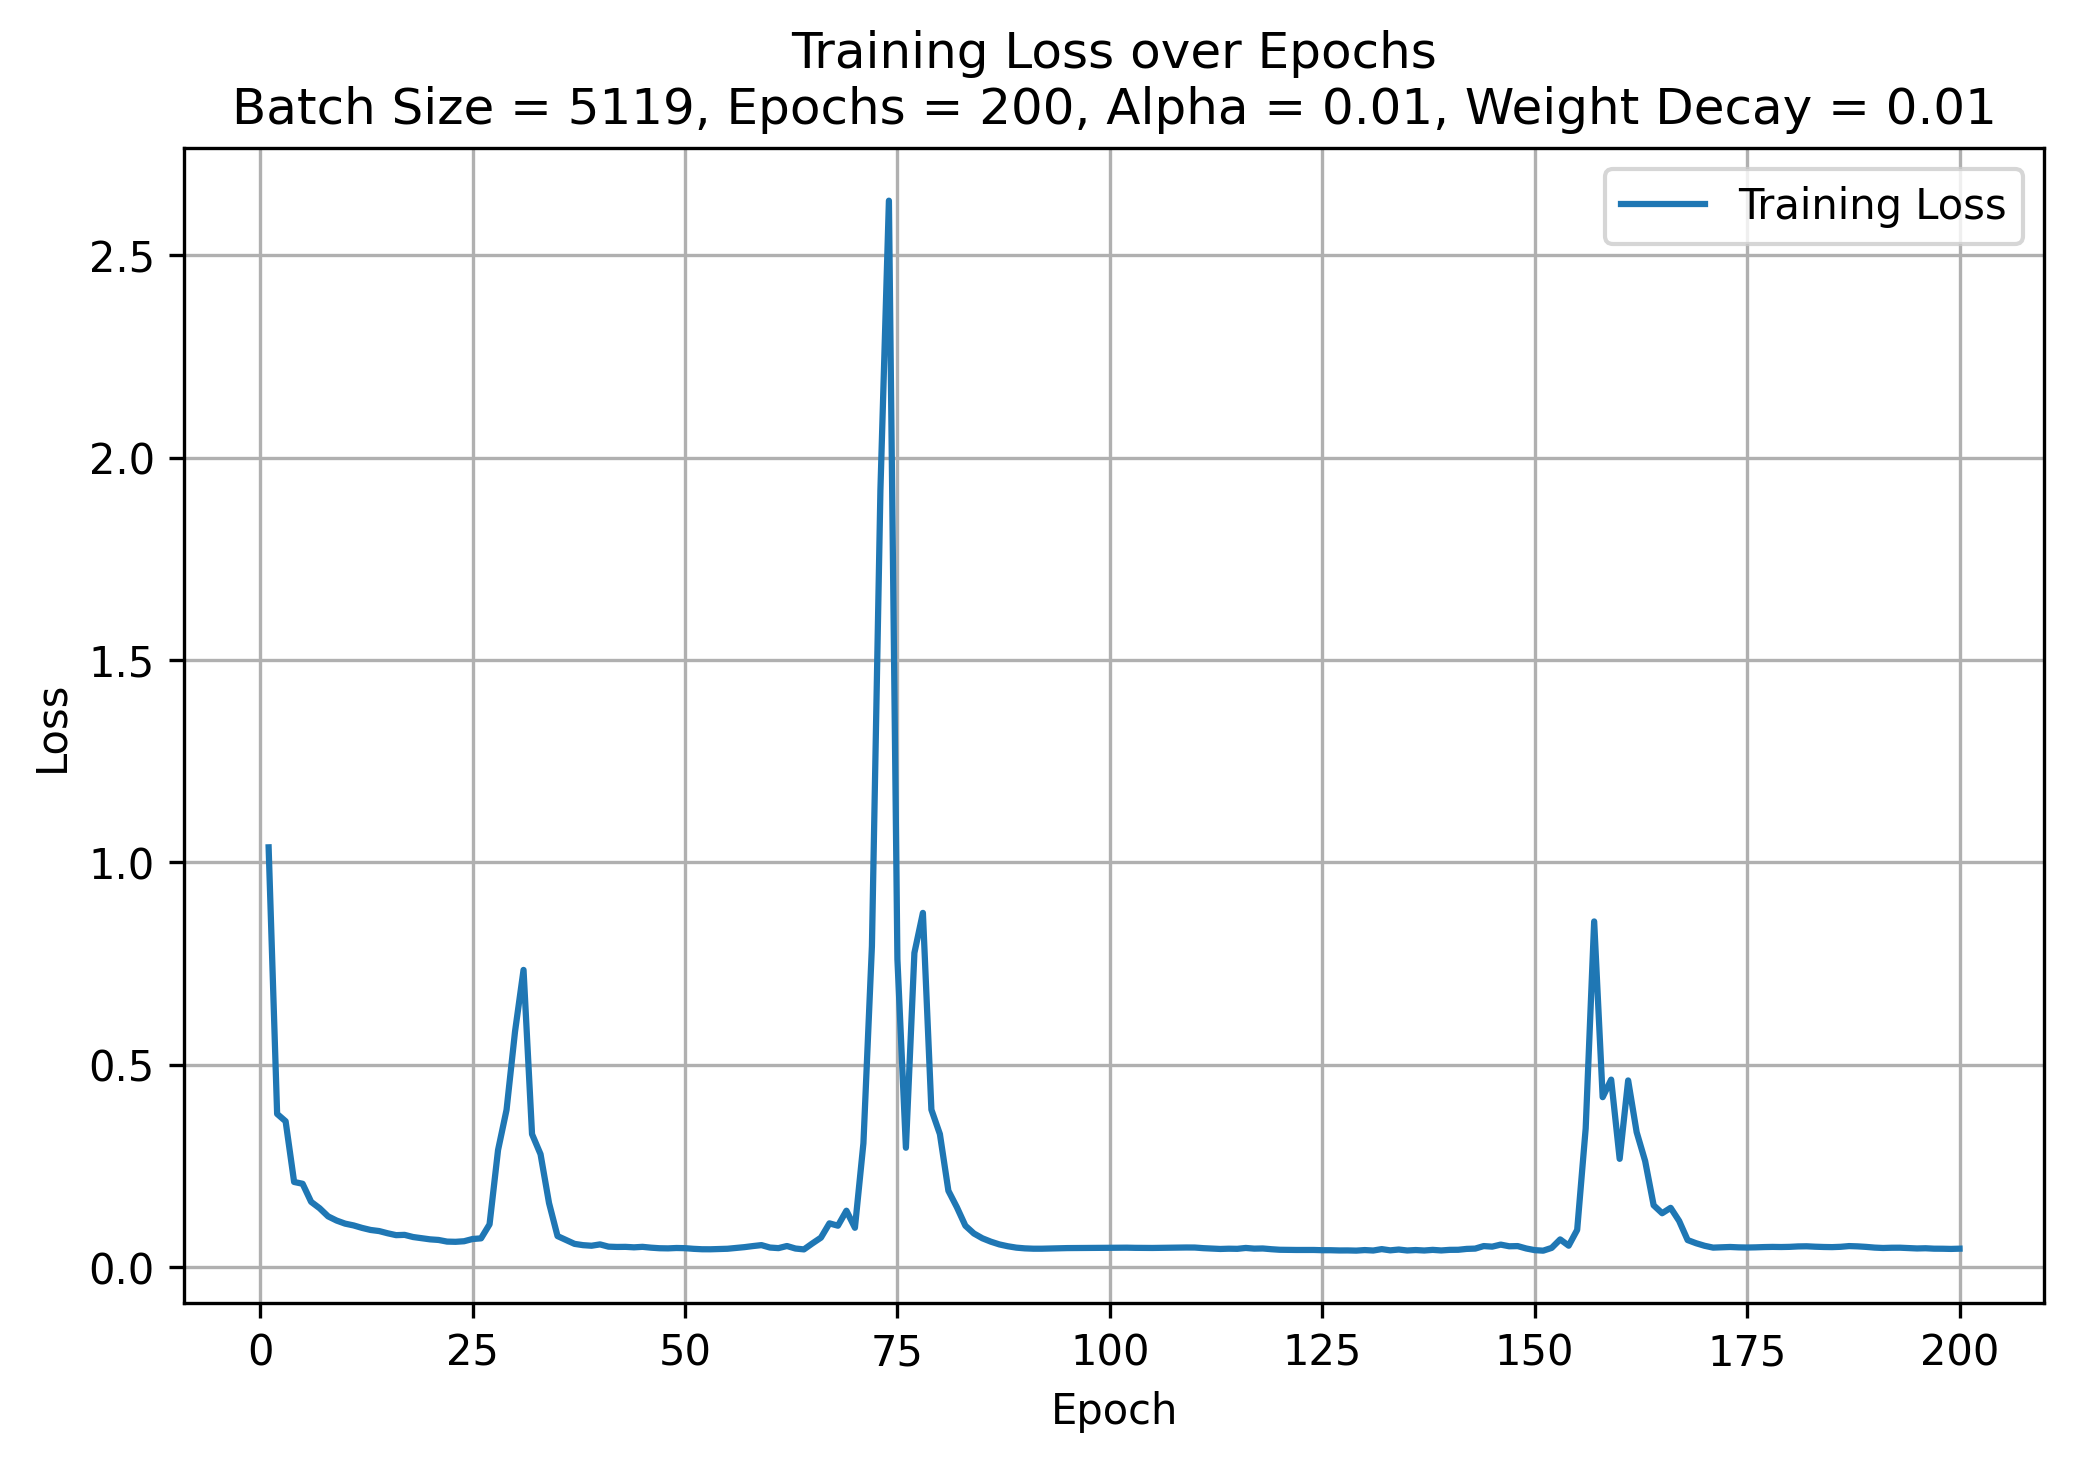 Training Loss over Epochs
Batch Size = 5119, Epochs = 200, Alpha = 0.01, Weight Decay = 0.01
Training Loss
2.5
2.0
1.5
1.0
0.5
0.0
Loss
0 25 50 75 100 125 150 175 200
Epoch